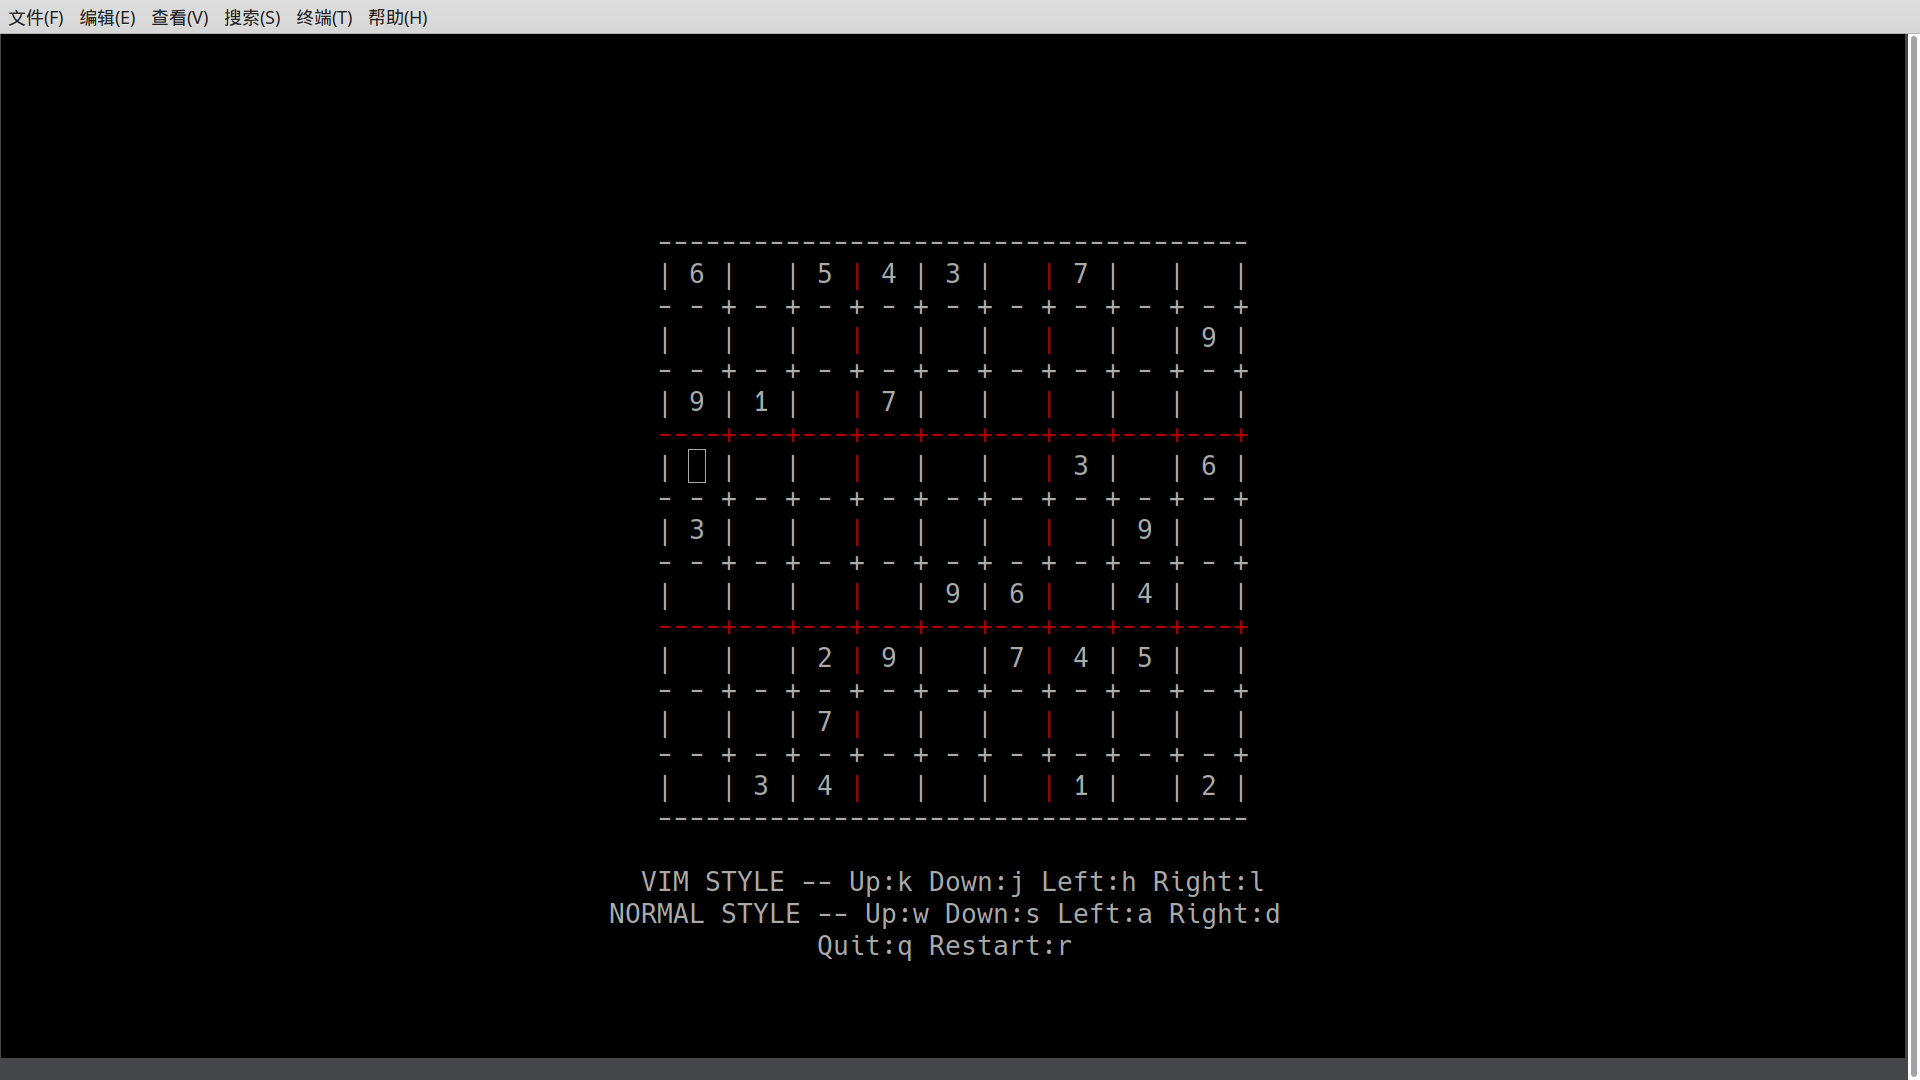 文件(F) 编辑(E) 查看(V) 搜索(S) 终端(T) 帮助(H)
-------------------------------------
| 6 |   | 5 | 4 | 3 |   | 7 |   |   |
- - + - + - + - + - + - + - + - + - +
|   |   |   |   |   |   |   |   | 9 |
- - + - + - + - + - + - + - + - + - +
| 9 | 1 |   | 7 |   |   |   |   |   |
----+---+---+---+---+---+---+---+---+
|   |   |   |   |   |   | 3 |   | 6 |
- - + - + - + - + - + - + - + - + - +
| 3 |   |   |   |   |   |   | 9 |   |
- - + - + - + - + - + - + - + - + - +
|   |   |   |   | 9 | 6 |   | 4 |   |
----+---+---+---+---+---+---+---+---+
|   |   | 2 | 9 |   | 7 | 4 | 5 |   |
- - + - + - + - + - + - + - + - + - +
|   |   | 7 |   |   |   |   |   |   |
- - + - + - + - + - + - + - + - + - +
|   | 3 | 4 |   |   |   | 1 |   | 2 |
-------------------------------------
VIM STYLE -- Up:k Down:j Left:h Right:l
NORMAL STYLE -- Up:w Down:s Left:a Right:d
Quit:q Restart:r